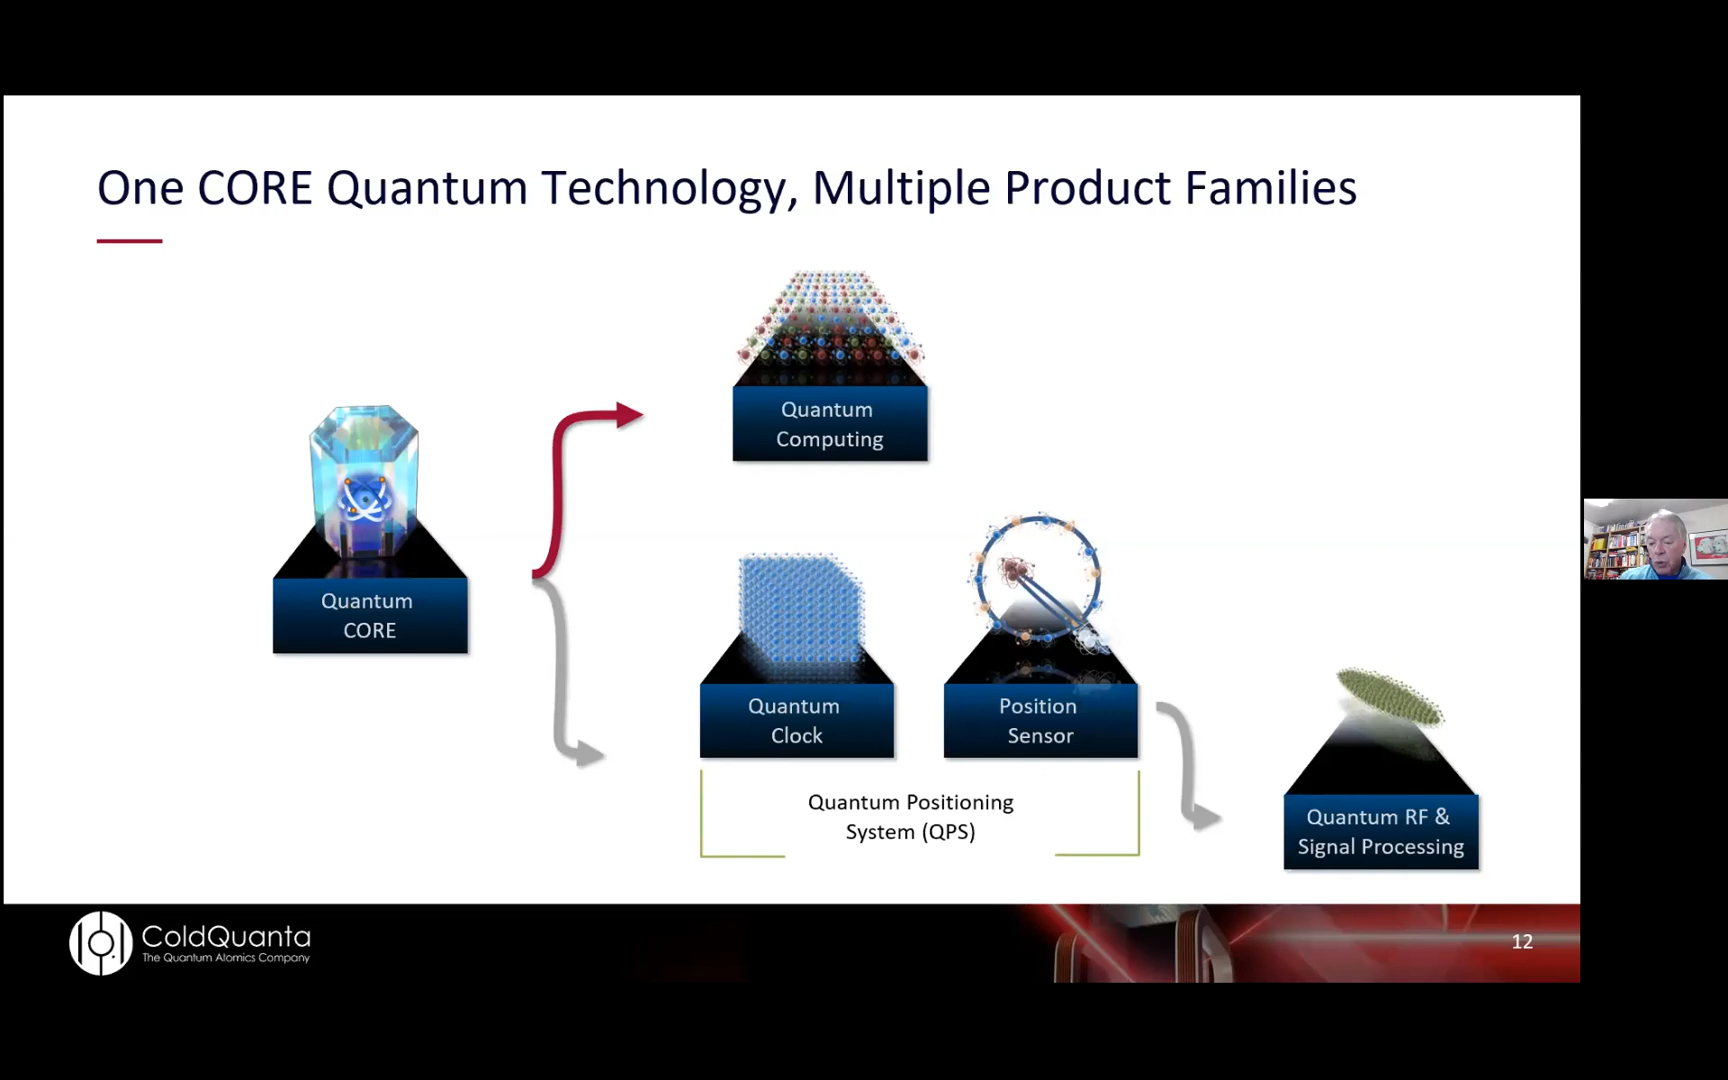 One CORE Quantum Technology, Multiple Product Families
Quantum
Computing
Quantum
CORE
Quantum
Clock
Position
Sensor
Quantum Positioning
System (QPS)
Quantum RF &
Signal Processing
ColdQuanta
The Quantum Atomics Company
12